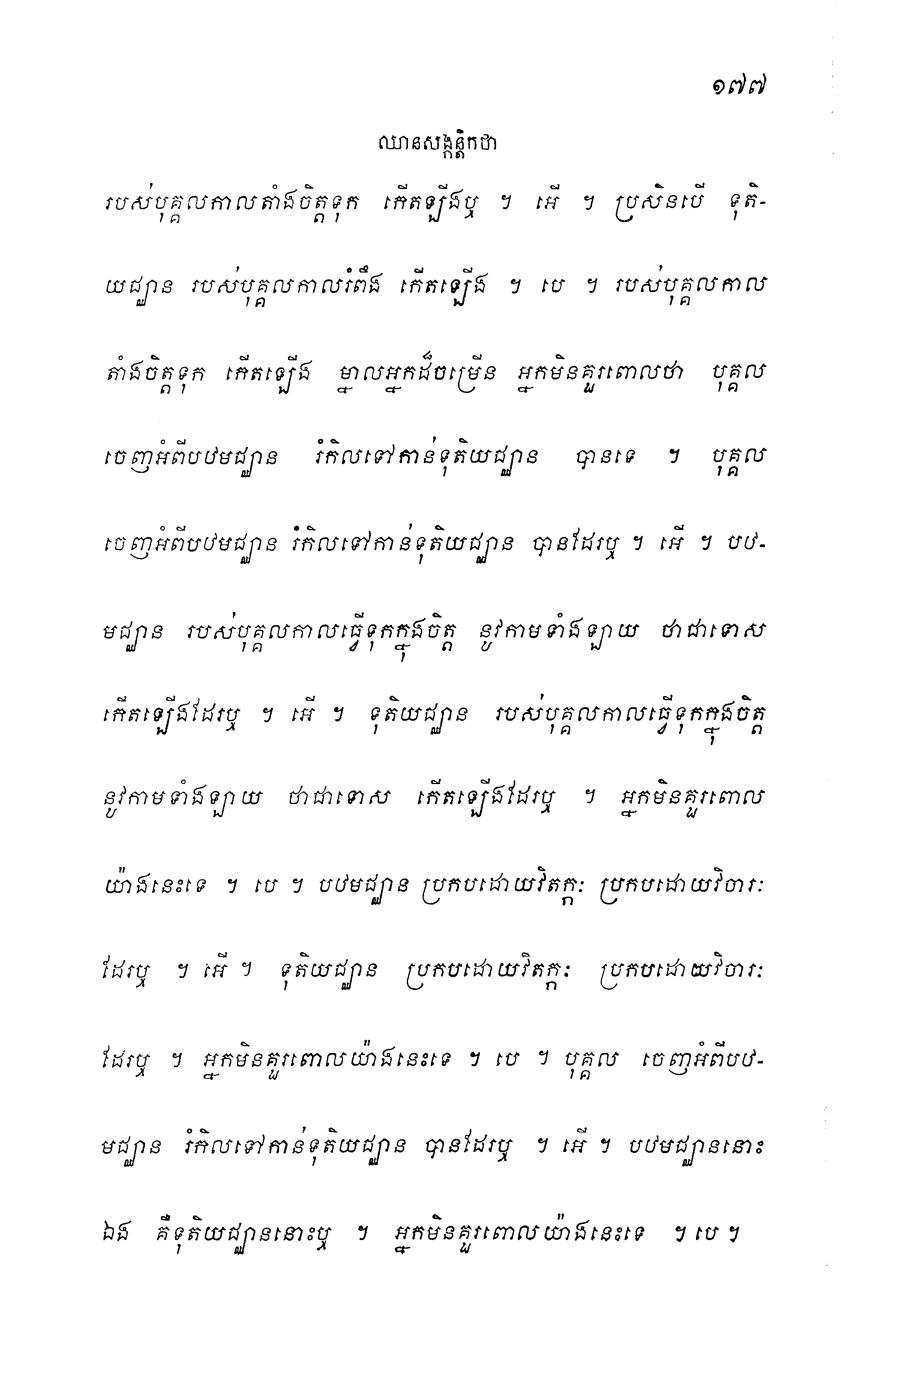 ១៧៧
ឈានសង្កន្តិកថា
របស់បុគ្គលកាលតាំងចិត្តទុក កើតឡើងឬ ។ អើ ។ ប្រសិនបើ ទុតិ-
យជ្ឈាន របស់បុគ្គលកាលរំពឹង កើតឡើង ។ បេ ។ របស់បុគ្គលកាល
តាំងចិត្តទុក កើតឡើង ម្នាលអ្នកដ៏ចម្រើន អ្នកមិនគួរពោលថា បុគ្គល
ចេញអំពីបឋមជ្ឈាន រំកិលទៅកាន់ទុតិយជ្ឈាន បានទេ ។ បុគ្គល
ចេញអំពីបឋមជ្ឈាន រំកិលទៅកាន់ទុតិយជ្ឈាន បានដែរឬ ។ អើ ។ បឋ-
មជ្ឈាន របស់បុគ្គលកាលធ្វើទុកក្នុងចិត្ត នូវកាមទាំងឡាយ ថាជាទោស
កើតឡើងដែរឬ ។ អើ ។ ទុតិយជ្ឈាន របស់បុគ្គលកាលធ្វើទុកក្នុងចិត្ត
នូវកាមទាំងឡាយ ថាជាទោស កើតឡើងដែរឬ ។ អ្នកមិនគួរពោល
យ៉ាងនេះទេ ។ បេ ។ បឋមជ្ឈាន ប្រកបដោយវិតក្កៈ ប្រកបដោយវិចារៈ
ដែរឬ ។ អើ ។ ទុតិយជ្ឈាន ប្រកបដោយវិតក្កៈ ប្រកបដោយវិចារៈ
ដែរឬ ។ អ្នកមិនគួរពោលយ៉ាងនេះទេ ។ បេ ។ បុគ្គល ចេញអំពីបឋ-
មជ្ឈាន រំកិលទៅកាន់ទុតិយជ្ឈាន បានដែរឬ ។ អើ ។ បឋមជ្ឈាននោះ
ឯង គឺទុតិយជ្ឈាននោះឬ ។ អ្នកមិនគួរពោលយ៉ាងនេះទេ ។ បេ ។